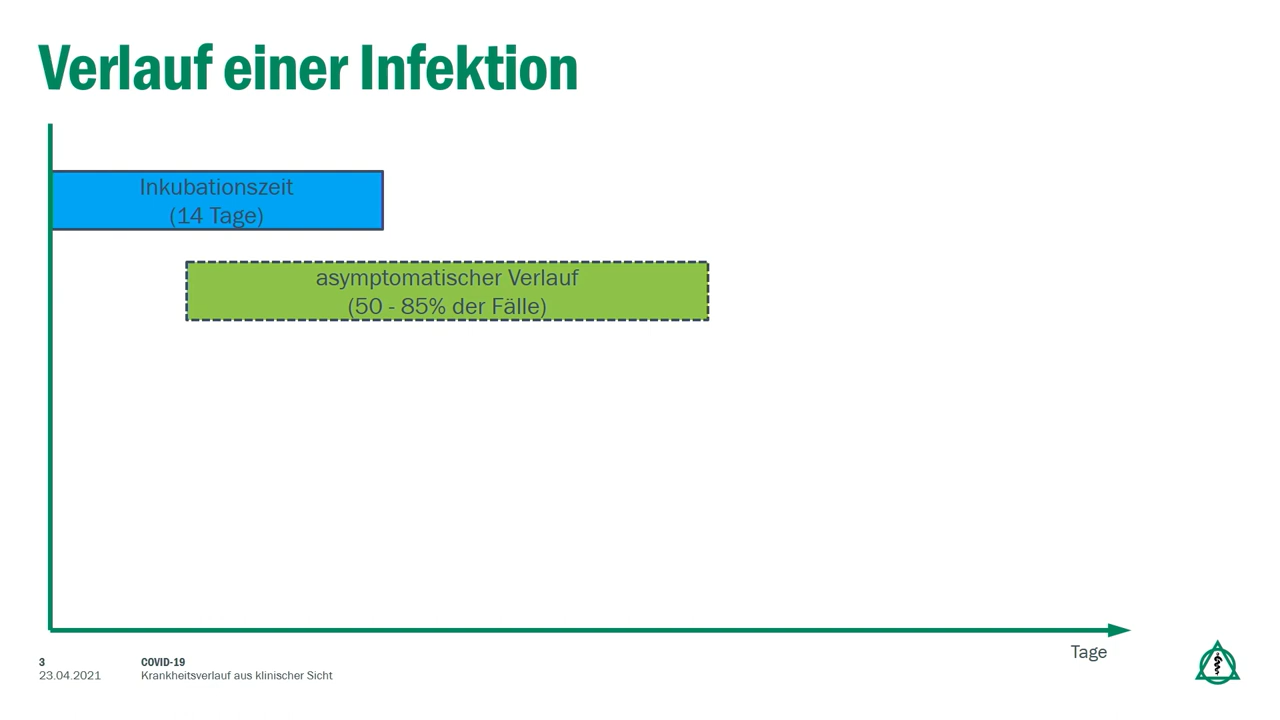 Verlauf einer Infektion
Inkubationszeit
(14 Tage)
asymptomatischer Verlauf
(50 - 85% der Fälle)
Tage
3
COVID-19
23.04.2021
Krankheitsverlauf aus klinischer Sicht